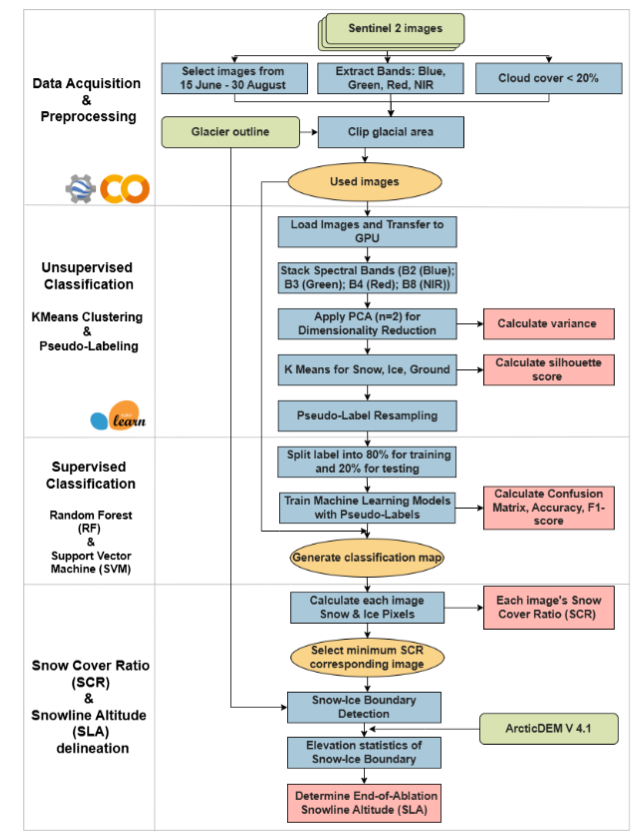 Sentinel 2 images
Data Acquisition
&
Preprocessing
Select images from
15 June - 30 August
Extract Bands: Blue,
Green, Red, NIR
Cloud cover < 20%
Glacier outline
Clip glacial area
Used images
Unsupervised
Classification
KMeans Clustering
&
Pseudo-Labeling
learn
Load Images and Transfer to
GPU
Stack Spectral Bands (B2 (Blue);
B3 (Green); B4 (Red); B8 (NIR))
Apply PCA (n=2) for
Dimensionality Reduction
Calculate variance
K Means for Snow, Ice, Ground
Calculate silhouette
score
Pseudo-Label Resampling
Supervised
Classification
Random Forest
(RF)
&
Support Vector
Machine (SVM)
Split label into 80% for training
and 20% for testing
Train Machine Learning Models
with Pseudo-Labels
Calculate Confusion
Matrix, Accuracy, F1-
score
Generate classification map
Snow Cover Ratio
(SCR)
&
Snowline Altitude
(SLA)
delineation
Calculate each image
Snow & Ice Pixels
Each image's Snow
Cover Ratio (SCR)
Select minimum SCR
corresponding image
Snow-Ice Boundary
Detection
ArcticDEM V 4.1
Elevation statistics of
Snow-Ice Boundary
Determine End-of-Ablation
Snowline Altitude (SLA)